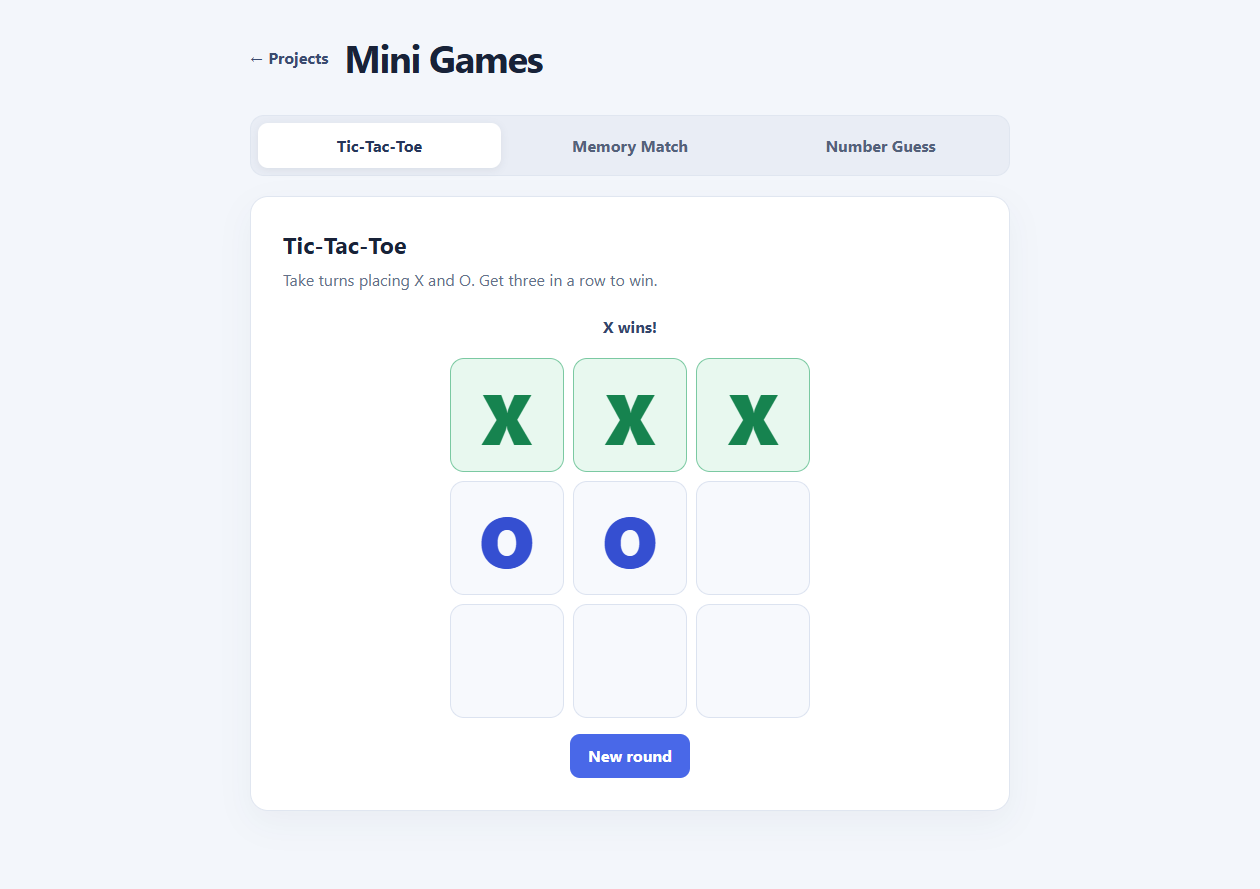 ← Projects Mini Games
Tic-Tac-Toe Memory Match Number Guess
Tic-Tac-Toe
Take turns placing X and O. Get three in a row to win.
X wins!
X X X
O O
New round